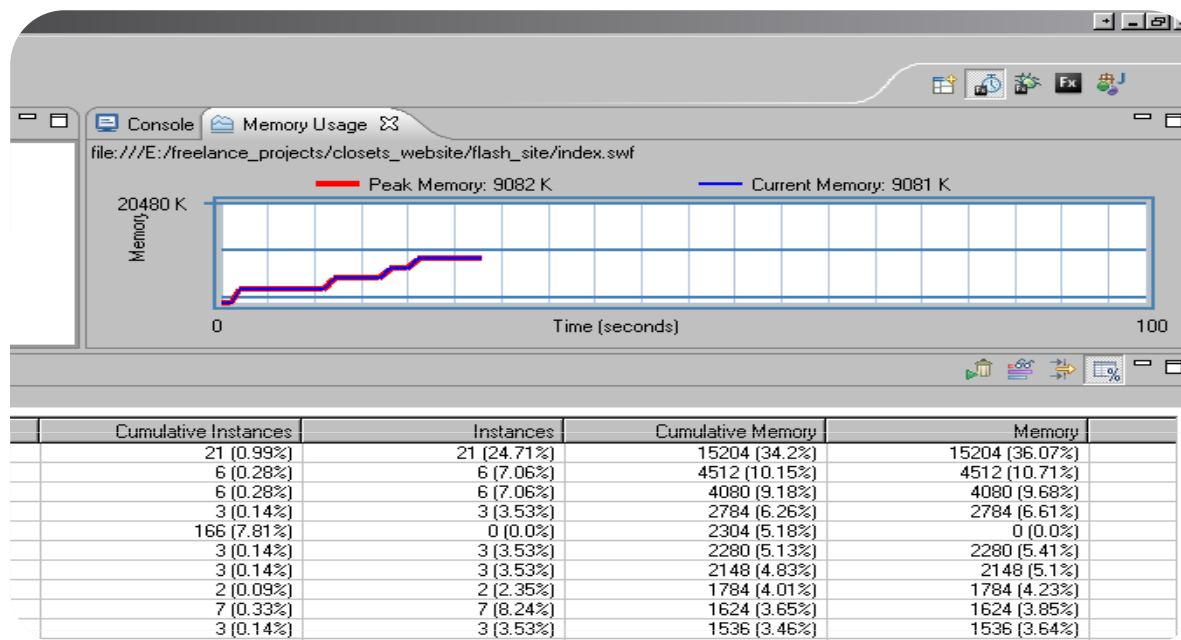 Fx J
Console Memory Usage
file:///E:/freelance_projects/closets_website/flash_site/index.swf
Peak Memory: 9082 K Current Memory: 9081 K
20480 K
Memory
0 Time (seconds) 100
Cumulative Instances Instances Cumulative Memory Memory
21 (0.99%) 21 (24.71%) 15204 (34.2%) 15204 (36.07%)
6 (0.28%) 6 (7.06%) 4512 (10.15%) 4512 (10.71%)
6 (0.28%) 6 (7.06%) 4080 (9.18%) 4080 (9.68%)
3 (0.14%) 3 (3.53%) 2784 (6.26%) 2784 (6.61%)
166 (7.81%) 0 (0.0%) 2304 (5.18%) 0 (0.0%)
3 (0.14%) 3 (3.53%) 2280 (5.13%) 2280 (5.41%)
3 (0.14%) 3 (3.53%) 2148 (4.83%) 2148 (5.1%)
2 (0.09%) 2 (2.35%) 1784 (4.01%) 1784 (4.23%)
7 (0.33%) 7 (8.24%) 1624 (3.65%) 1624 (3.85%)
3 (0.14%) 3 (3.53%) 1536 (3.46%) 1536 (3.64%)